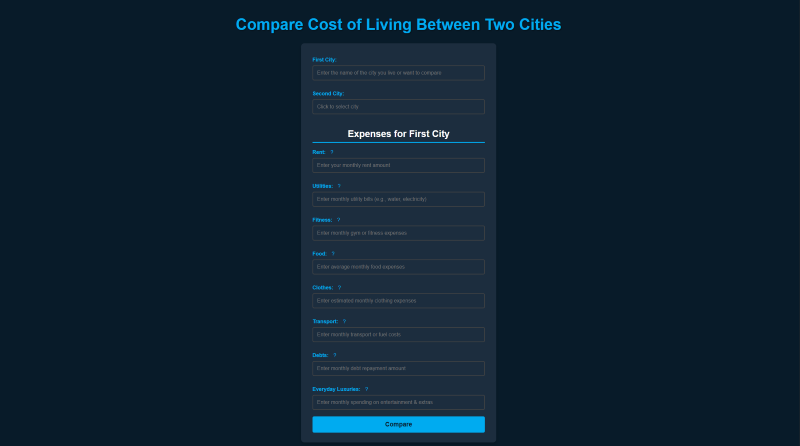 Compare Cost of Living Between Two Cities
First City:
Enter the name of the city you live or want to compare
Second City:
Click to select city
Expenses for First City
Rent: ?
Enter your monthly rent amount
Utilities: ?
Enter monthly utility bills (e.g., water, electricity)
Fitness: ?
Enter monthly gym or fitness expenses
Food: ?
Enter average monthly food expenses
Clothes: ?
Enter estimated monthly clothing expenses
Transport: ?
Enter monthly transport or fuel costs
Debts: ?
Enter monthly debt repayment amount
Everyday Luxuries: ?
Enter monthly spending on entertainment & extras
Compare